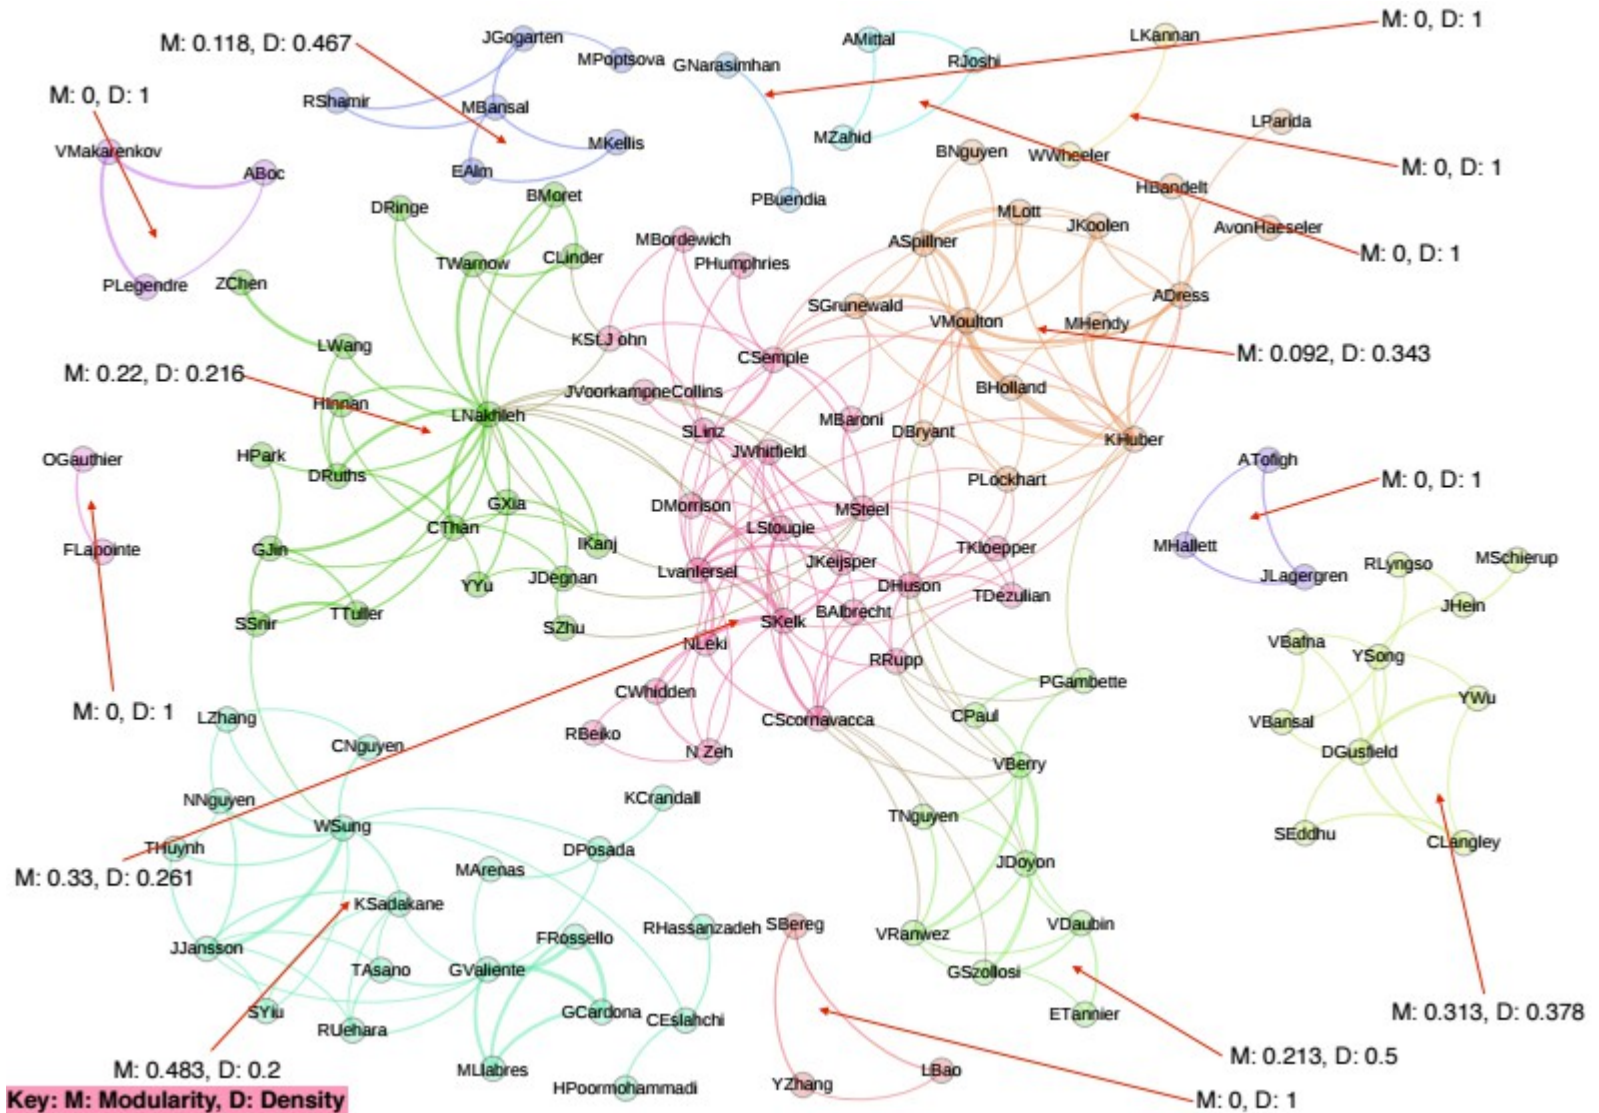 M: 0, D: 1
JGogarten
LKannan
M: 0.118, D: 0.467
AMittal
MPoptsova
GNarasimhan
RJoshi
M: 0, D: 1
RShamir
MBansal
LParida
MZahid
VMakarenkov
MKellis
BNguyen
WWheeler
M: 0, D: 1
ABoc
EAlm
HBandelt
BMoret
PBuendia
DRinge
MLott
JKoolen
AvonHaeseler
MBordewich
ASpillner
M: 0, D: 1
TWarnow
CLinder
PHumphries
PLegendre
ZChen
ADress
SGrunewald
VMoulton
MHendy
KStJ ohn
LWang
CSemple
M: 0.092, D: 0.343
M: 0.22, D: 0.216
JVoorkampneCollins
BHolland
HInnan
LNakhleh
MBaroni
SLinz
DBryant
KHuber
HPark
JWhitfield
OGauthier
ATofigh
DRuths
PLockhart
M: 0, D: 1
GXia
DMorrison
MSteel
CThan
LStougie
GJin
IKanj
TKloepper
MHallett
FLapointe
JKeijsper
RLyngso
MSchierup
LvanIersel
JDegnan
DHuson
JLagergren
YYu
TDezulian
JHein
TTuller
BAlbrecht
SSnir
SKelk
SZhu
NLeki
VBafna
YSong
RRupp
PGambette
CWhidden
YWu
M: 0, D: 1
LZhang
CScornavacca
CPaul
VBansal
RBeiko
CNguyen
N Zeh
DGusfield
VBerry
NNguyen
KCrandall
TNguyen
WSung
SEddhu
THuynh
DPosada
CLangley
M: 0.33, D: 0.261
MArenas
JDoyon
KSadakane
RHassanzadeh
SBereg
VDaubin
JJansson
FRossello
VRanwez
TAsano
GValiente
GSzollosi
SYiu
GCardona
CEslahchi
ETannier
M: 0.313, D: 0.378
RUehara
M: 0.213, D: 0.5
M: 0.483, D: 0.2
MLlabres
HPoormohammadi
YZhang
LBao
M: 0, D: 1
Key: M: Modularity, D: Density